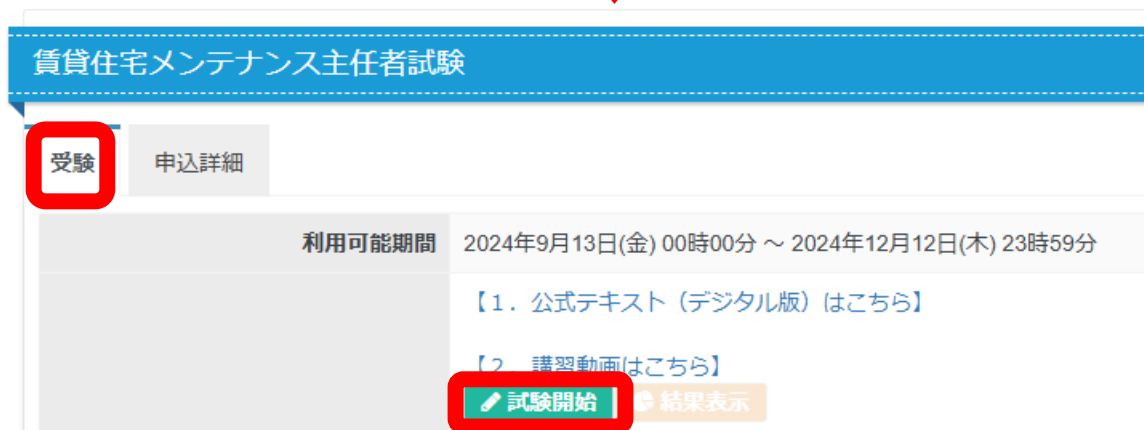 賃貸住宅メンテナンス主任者試験
受験 申込詳細
利用可能期間 2024年9月13日(金) 00時00分 ～ 2024年12月12日(木) 23時59分
【１．公式テキスト（デジタル版）はこちら】
【２．講習動画はこちら】
試験開始 結果表示